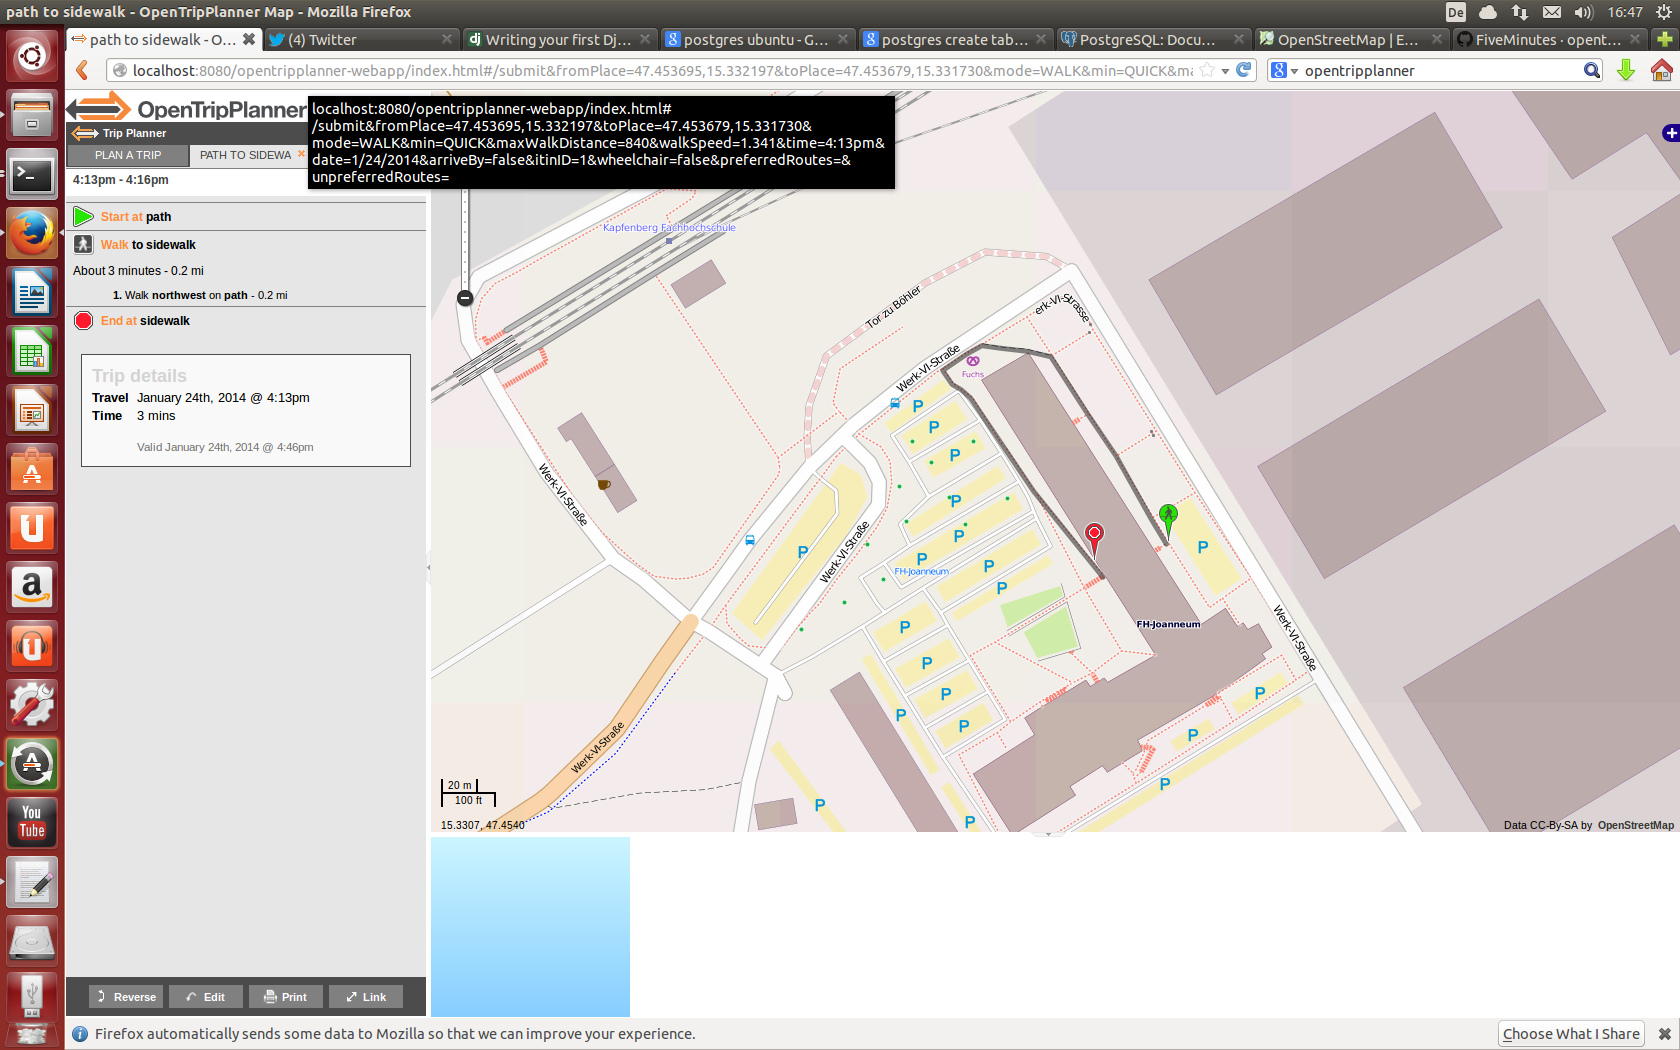 path to sidewalk - OpenTripPlanner Map - Mozilla Firefox
De
16:47
path to sidewalk - O...
(4) Twitter
Writing your first Dj...
postgres ubuntu - G...
postgres create tab...
PostgreSQL: Docu...
OpenStreetMap | E...
FiveMinutes · opent...
localhost:8080/opentripplanner-webapp/index.html#/submit&fromPlace=47.453695,15.332197&toPlace=47.453679,15.331730&mode=WALK&min=QUICK&ma
opentripplanner
OpenTripPlanner
localhost:8080/opentripplanner-webapp/index.html#
/submit&fromPlace=47.453695,15.332197&toPlace=47.453679,15.331730&
mode=WALK&min=QUICK&maxWalkDistance=840&walkSpeed=1.341&time=4:13pm&
date=1/24/2014&arriveBy=false&itinID=1&wheelchair=false&preferredRoutes=&
unpreferredRoutes=
Trip Planner
PLAN A TRIP
PATH TO SIDEWA
4:13pm - 4:16pm
Start at path
Walk to sidewalk
About 3 minutes - 0.2 mi
1. Walk northwest on path - 0.2 mi
End at sidewalk
Trip details
Travel January 24th, 2014 @ 4:13pm
Time 3 mins
Valid January 24th, 2014 @ 4:46pm
Kapfenberg Fachhochschule
Tor zu Böhler
erk-VI-Strasse
Werk-VI-Straße
Fuchs
P
P
P
P
P
P
P
P
P
P
P
Werk-VI-Straße
Werk-VI-Straße
FH-Joanneum
FH-Joanneum
Werk-VI-Straße
P
P
P
P
P
P
P
P
P
P
P
Werk-VI-Straße
20 m
100 ft
15.3307, 47.4540
Data CC-By-SA by OpenStreetMap
You
Tube
Reverse
Edit
Print
Link
Firefox automatically sends some data to Mozilla so that we can improve your experience.
Choose What I Share